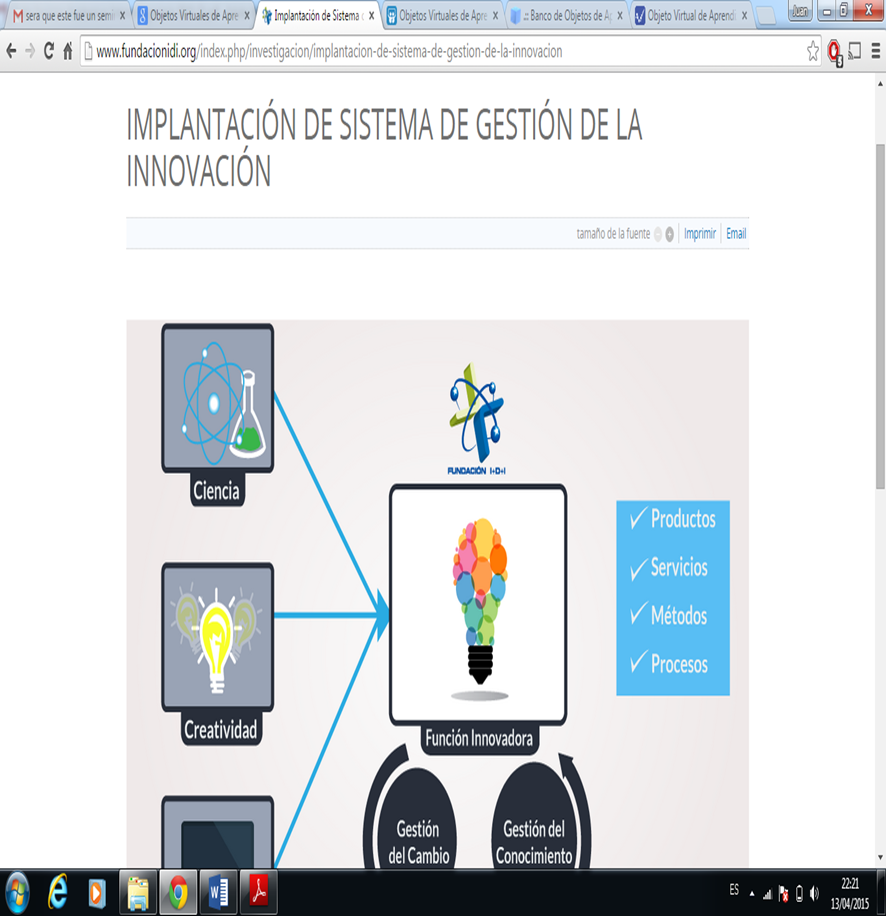 sera que este fue un semi
Objetos Virtuales de Apre
Implantación de Sistema d
Objetos Virtuales de Apre
.:: Banco de Objetos de A
Objeto Virtual de Aprend
Juan
www.fundacionidi.org/index.php/investigacion/implantacion-de-sistema-de-gestion-de-la-innovacion
IMPLANTACIÓN DE SISTEMA DE GESTIÓN DE LA
INNOVACIÓN
tamaño de la fuente
Imprimir
Email
Ciencia
FUNDACIÓN I+D+I
Productos
Servicios
Métodos
Procesos
Creatividad
Función Innovadora
Gestión
del Cambio
Gestión del
Conocimiento
ES
22:21
13/04/2015